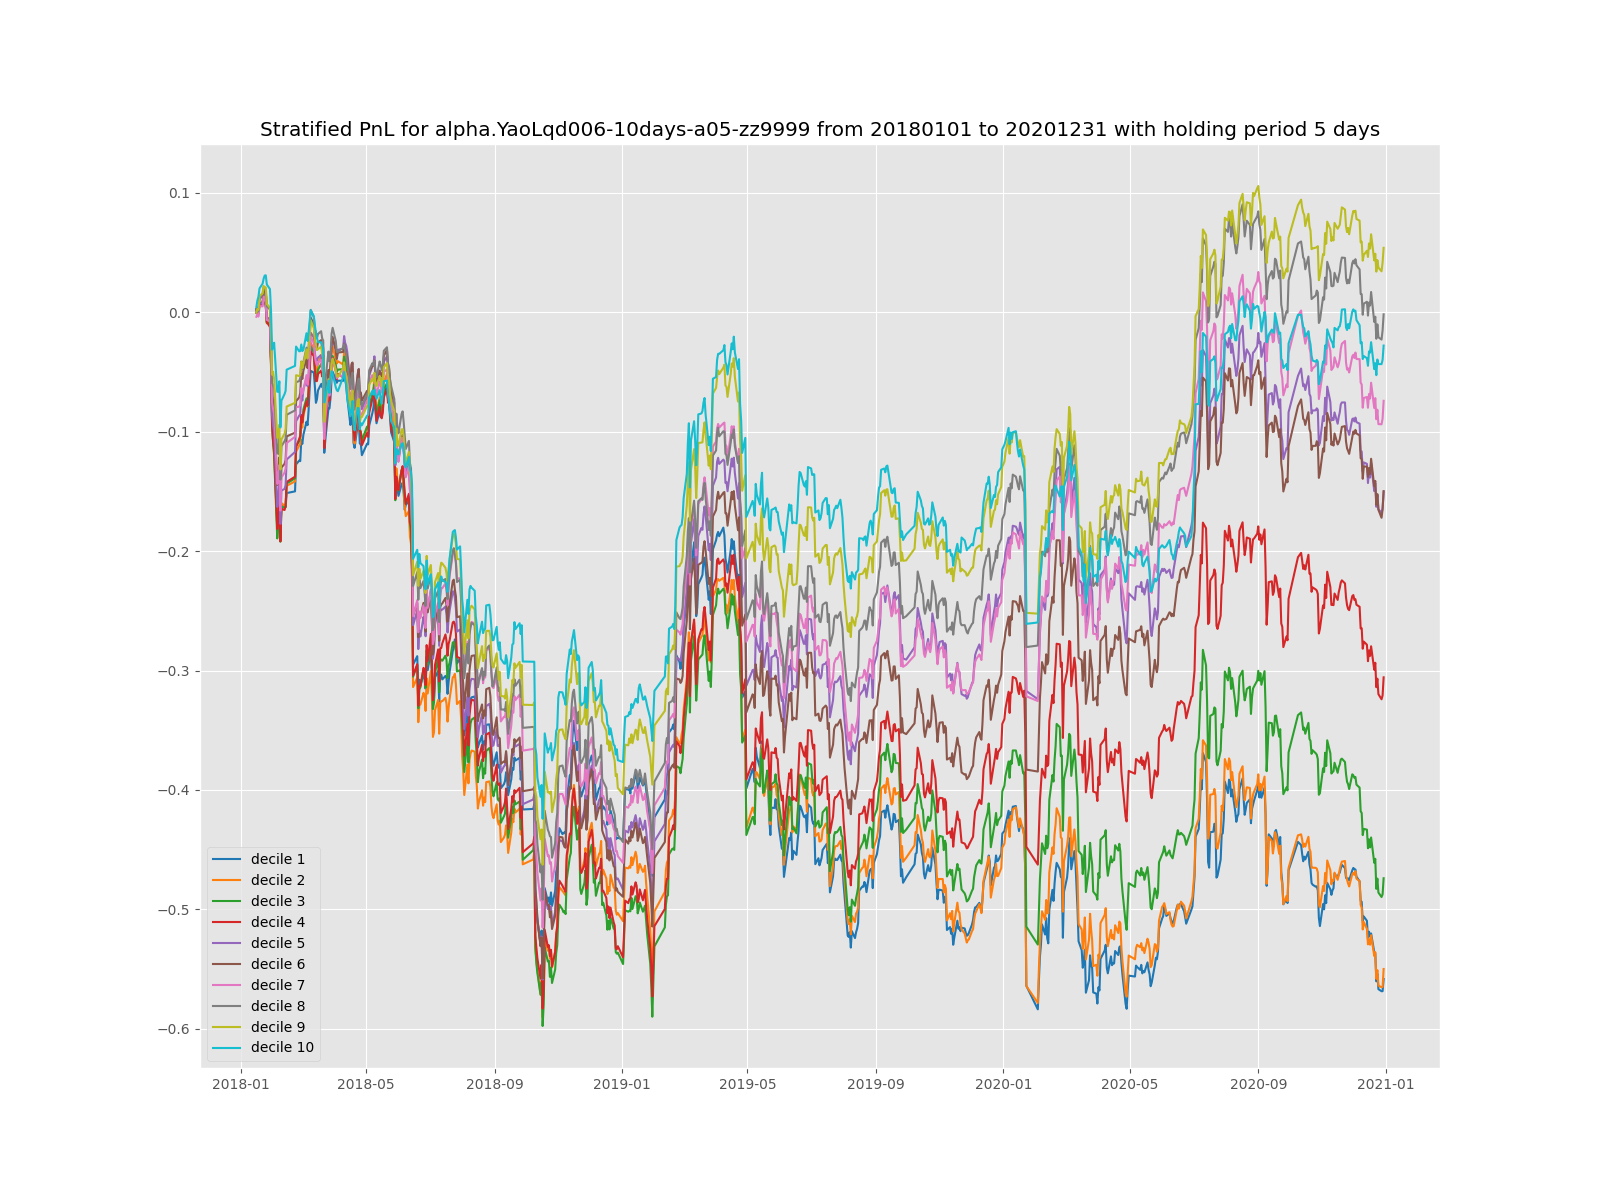 Stratified PnL for alpha.YaoLqd006-10days-a05-zz9999 from 20180101 to 20201231 with holding period 5 days
0.1
0.0
−0.1
−0.2
−0.3
−0.4
−0.5
−0.6
decile 1
decile 2
decile 3
decile 4
decile 5
decile 6
decile 7
decile 8
decile 9
decile 10
2018-01
2018-05
2018-09
2019-01
2019-05
2019-09
2020-01
2020-05
2020-09
2021-01